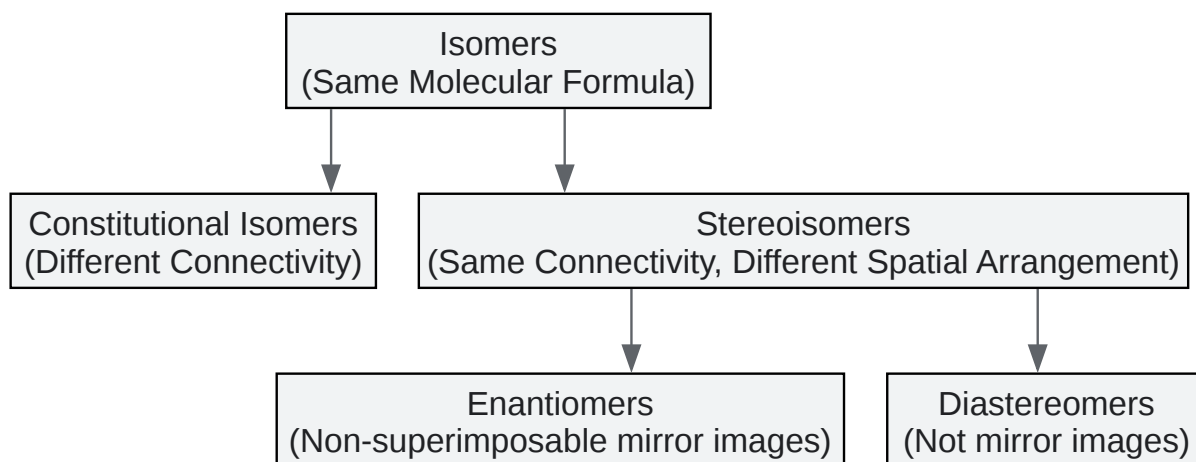 Isomers
(Same Molecular Formula)
Constitutional Isomers
(Different Connectivity)
Stereoisomers
(Same Connectivity, Different Spatial Arrangement)
Enantiomers
(Non-superimposable mirror images)
Diastereomers
(Not mirror images)